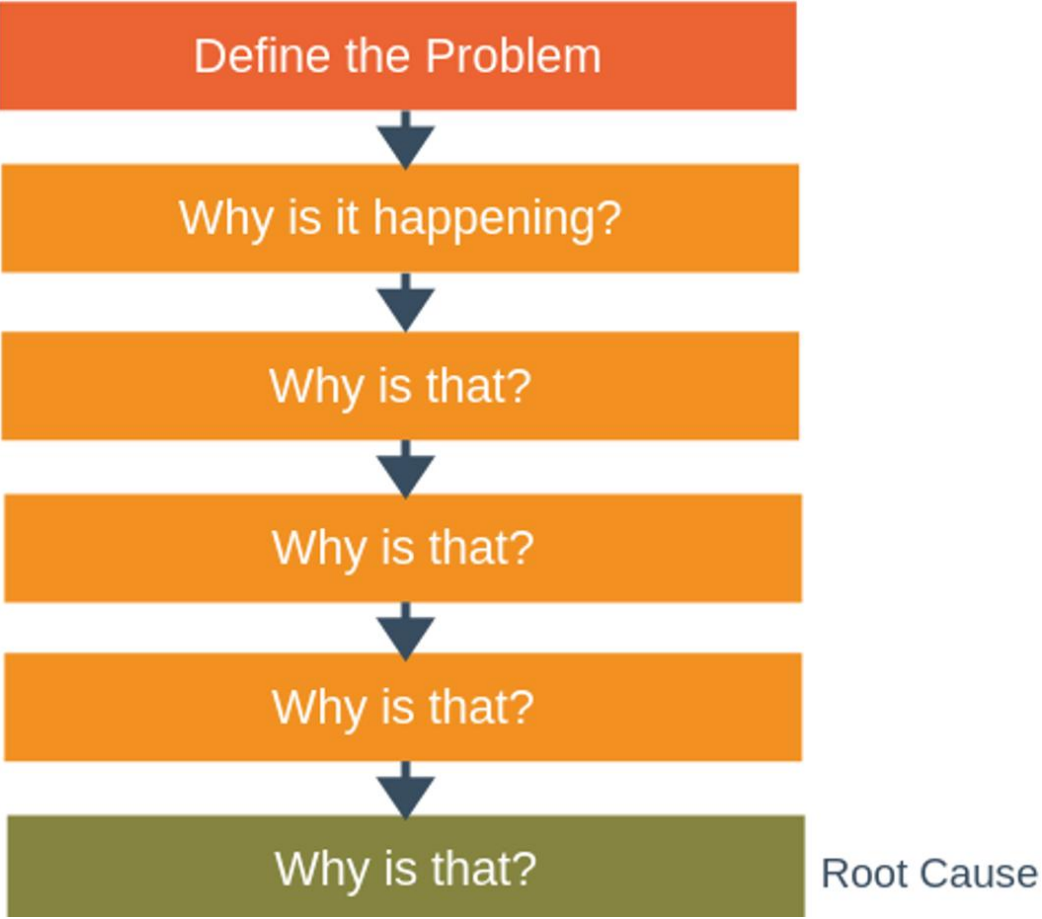 Define the Problem
Why is it happening?
Why is that?
Why is that?
Why is that?
Why is that?
Root Cause